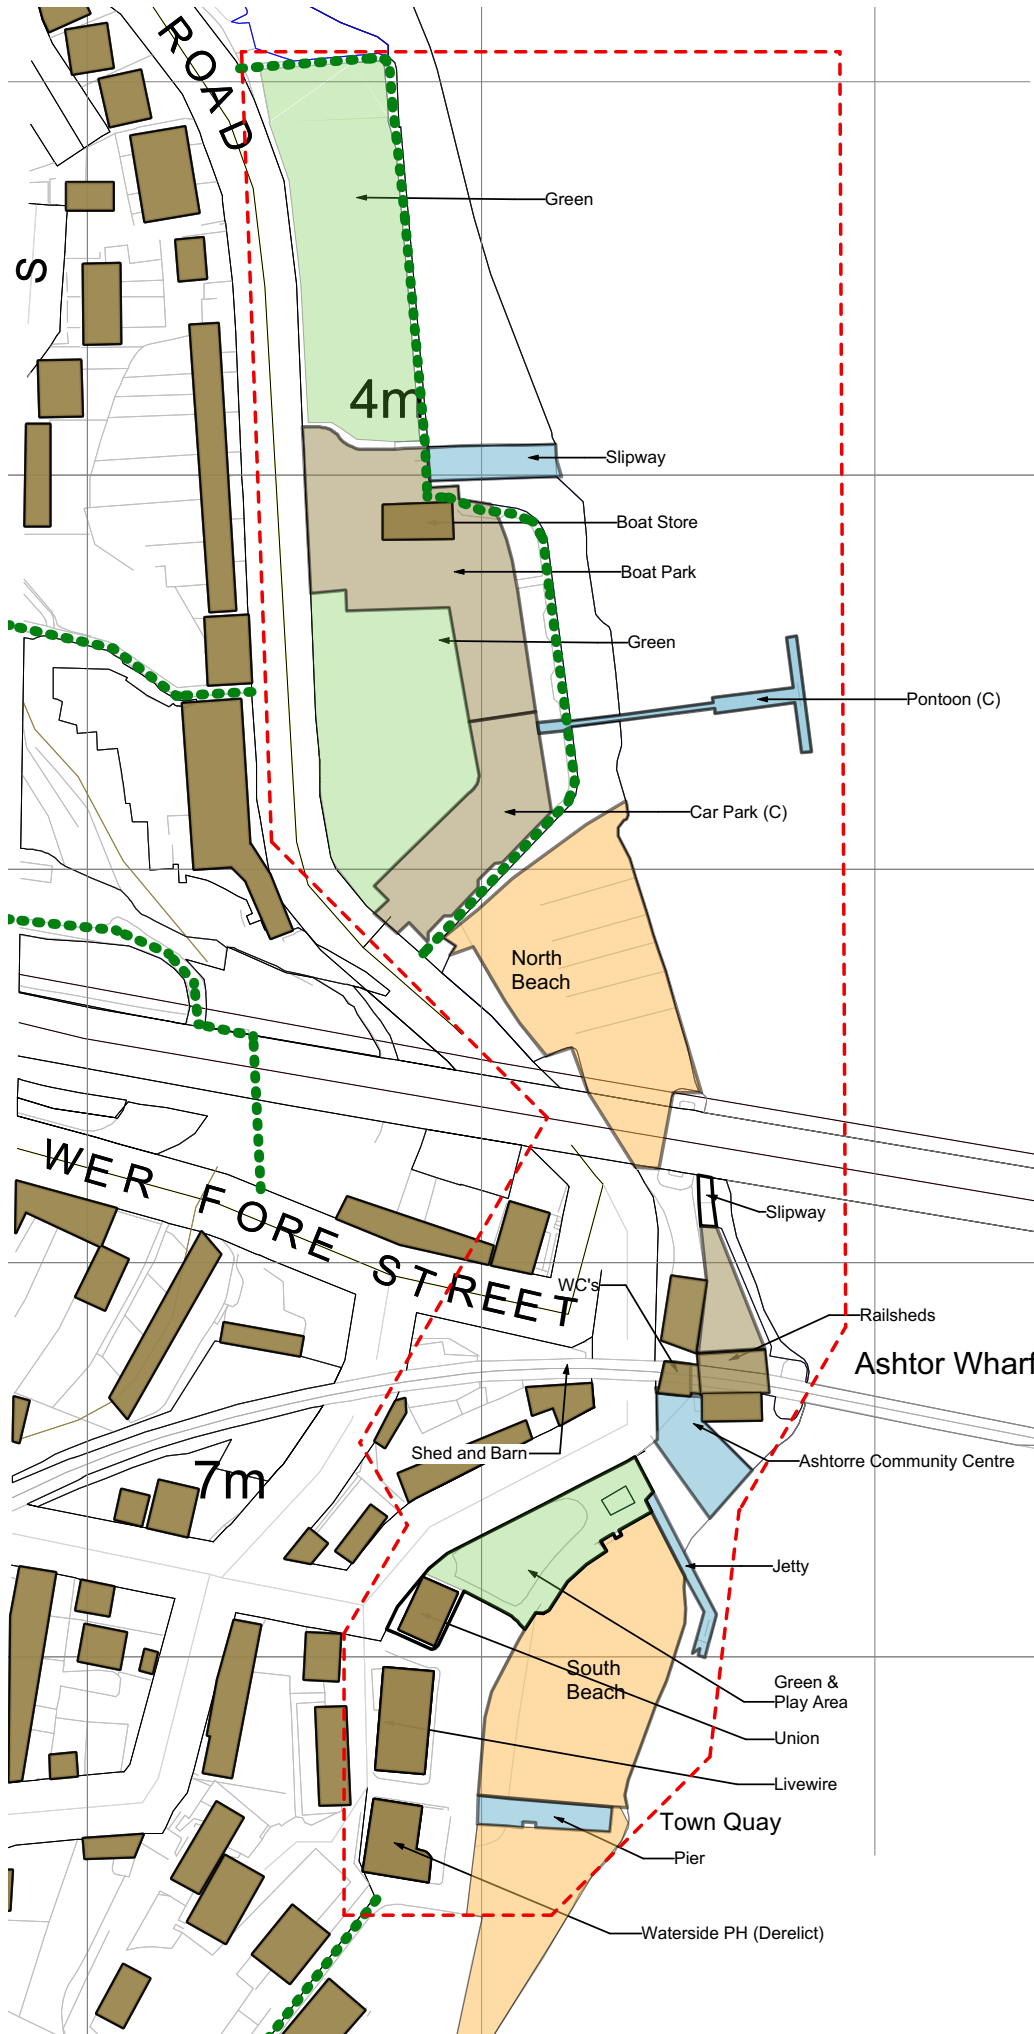 ROAD
Green
S
4m
Slipway
Boat Store
Boat Park
Green
Pontoon (C)
Car Park (C)
North
Beach
WER FORE STREET
Slipway
WC's
Railsheds
Ashtor Wharf
Shed and Barn
Ashtorre Community Centre
7m
Jetty
South
Beach
Green &
Play Area
Union
Livewire
Town Quay
Pier
Waterside PH (Derelict)